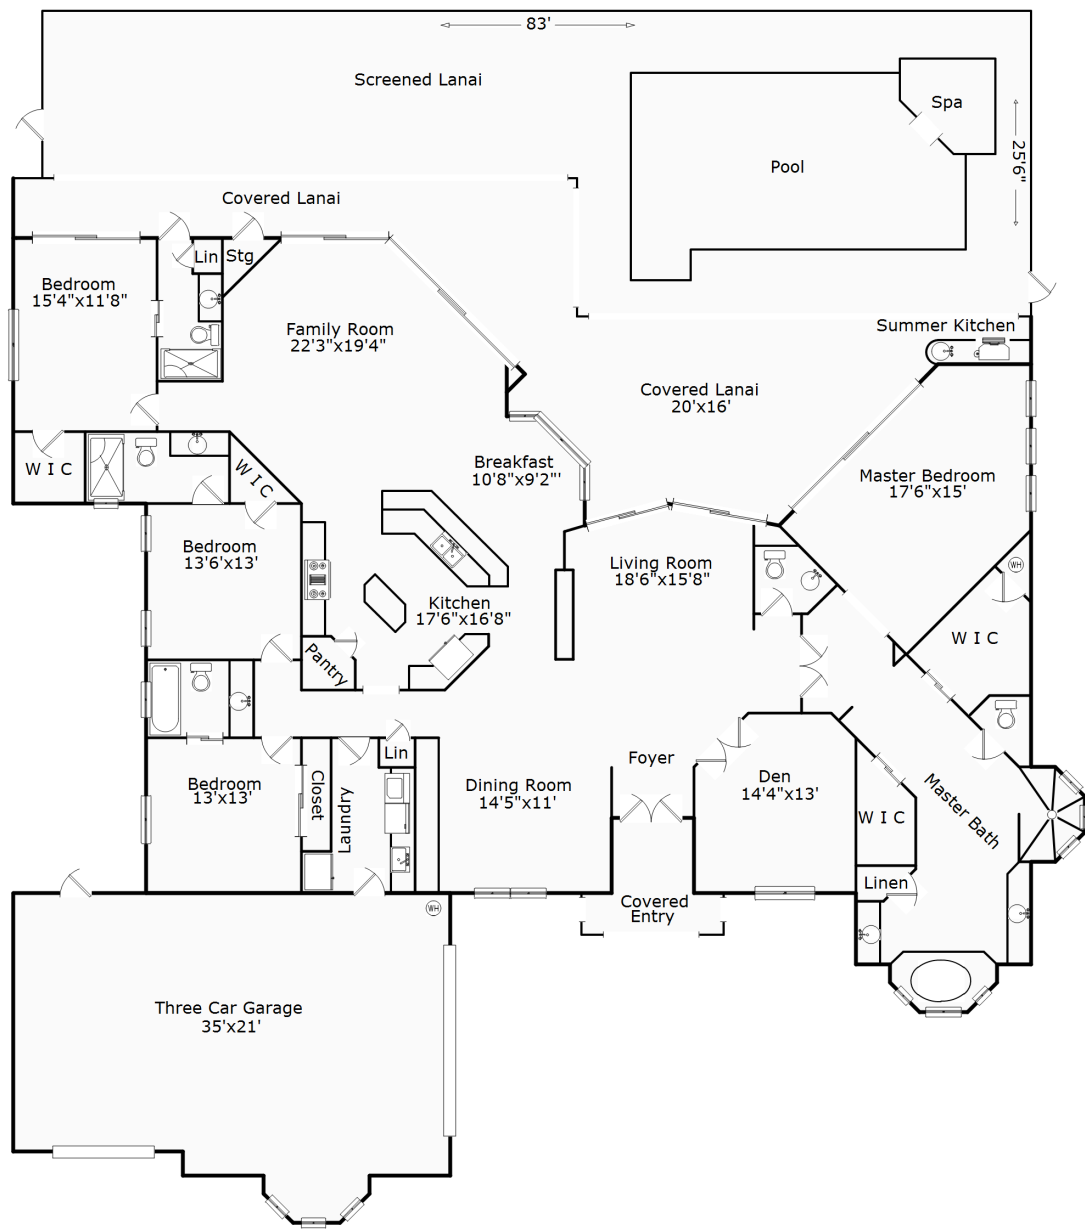 83'
Screened Lanai
Spa
25'6"
Pool
Covered Lanai
Lin
Stg
Bedroom
15'4"x11'8"
Family Room
22'3"x19'4"
Summer Kitchen
Covered Lanai
20'x16'
W I C
W I C
Breakfast
10'8"x9'2"'
Master Bedroom
17'6"x15'
Bedroom
13'6'x13'
Living Room
18'6"x15'8"
WH
Kitchen
17'6"x16'8"
Pantry
W I C
Lin
Foyer
Bedroom
13'x13'
Closet
Laundry
Dining Room
14'5"x11'
Den
14'4"x13'
W I C
Master Bath
Linen
WH
Covered
Entry
Three Car Garage
35'x21'